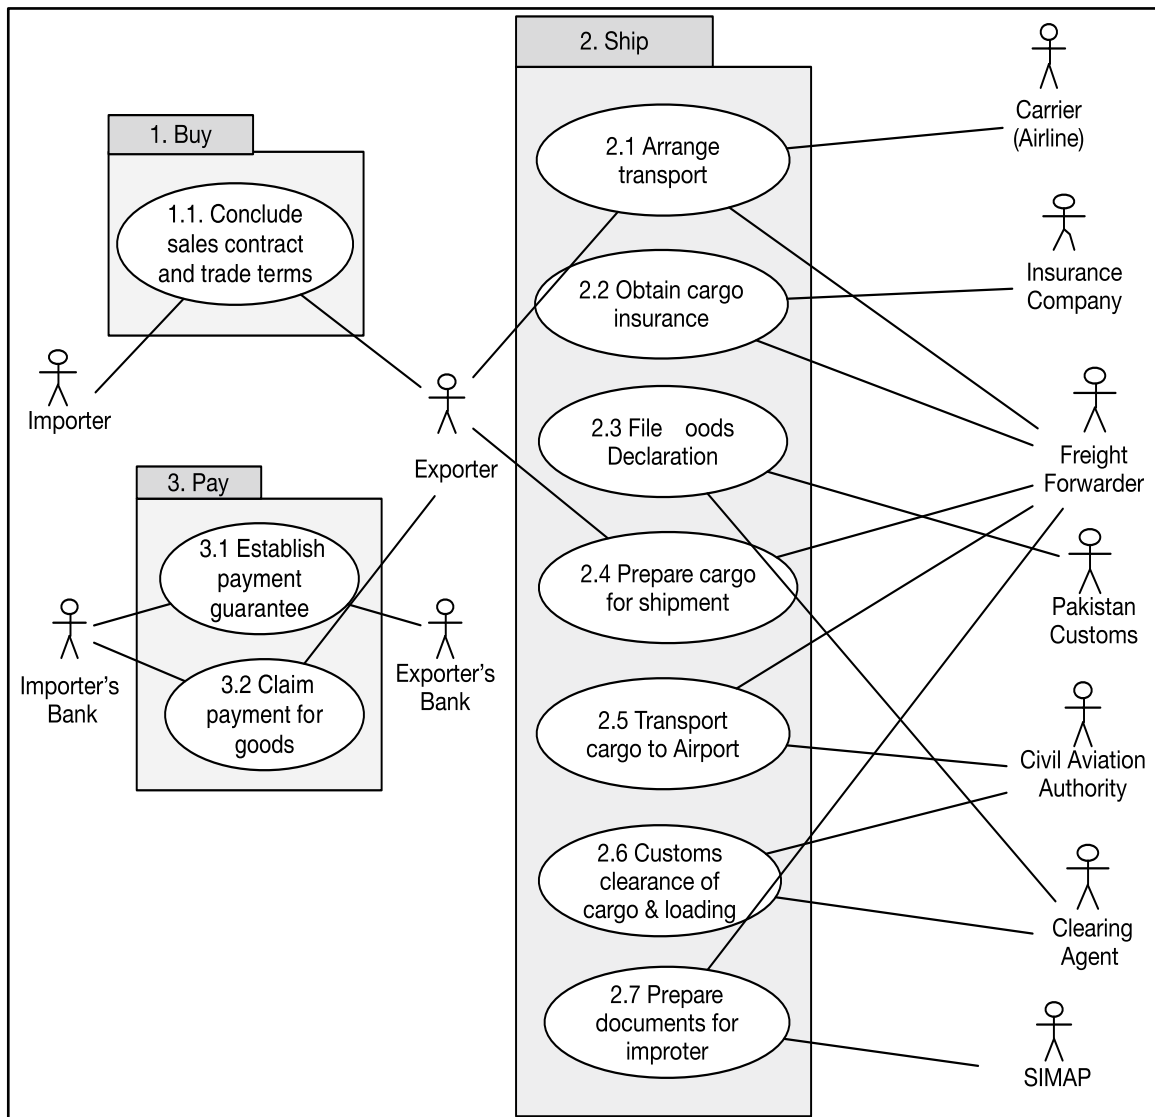 1. Buy
1.1. Conclude
sales contract
and trade terms
Importer
Exporter
3. Pay
3.1 Establish
payment
guarantee
3.2 Claim
payment for
goods
Importer's
Bank
Exporter's
Bank
2. Ship
2.1 Arrange
transport
2.2 Obtain cargo
insurance
2.3 File oods
Declaration
2.4 Prepare cargo
for shipment
2.5 Transport
cargo to Airport
2.6 Customs
clearance of
cargo & loading
2.7 Prepare
documents for
improter
Carrier
(Airline)
Insurance
Company
Freight
Forwarder
Pakistan
Customs
Civil Aviation
Authority
Clearing
Agent
SIMAP